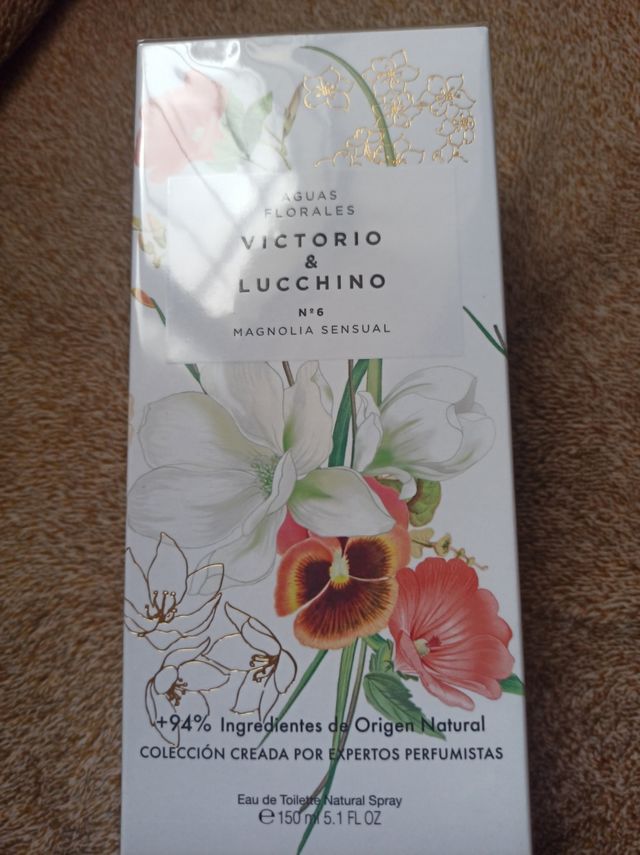 AGUAS
FLORALES
VICTORIO
&
LUCCHINO
Nº6
MAGNOLIA SENSUAL
+94% Ingredientes de Origen Natural
COLECCIÓN CREADA POR EXPERTOS PERFUMISTAS
Eau de Toilette Natural Spray
℮ 150 ml 5.1 FL OZ